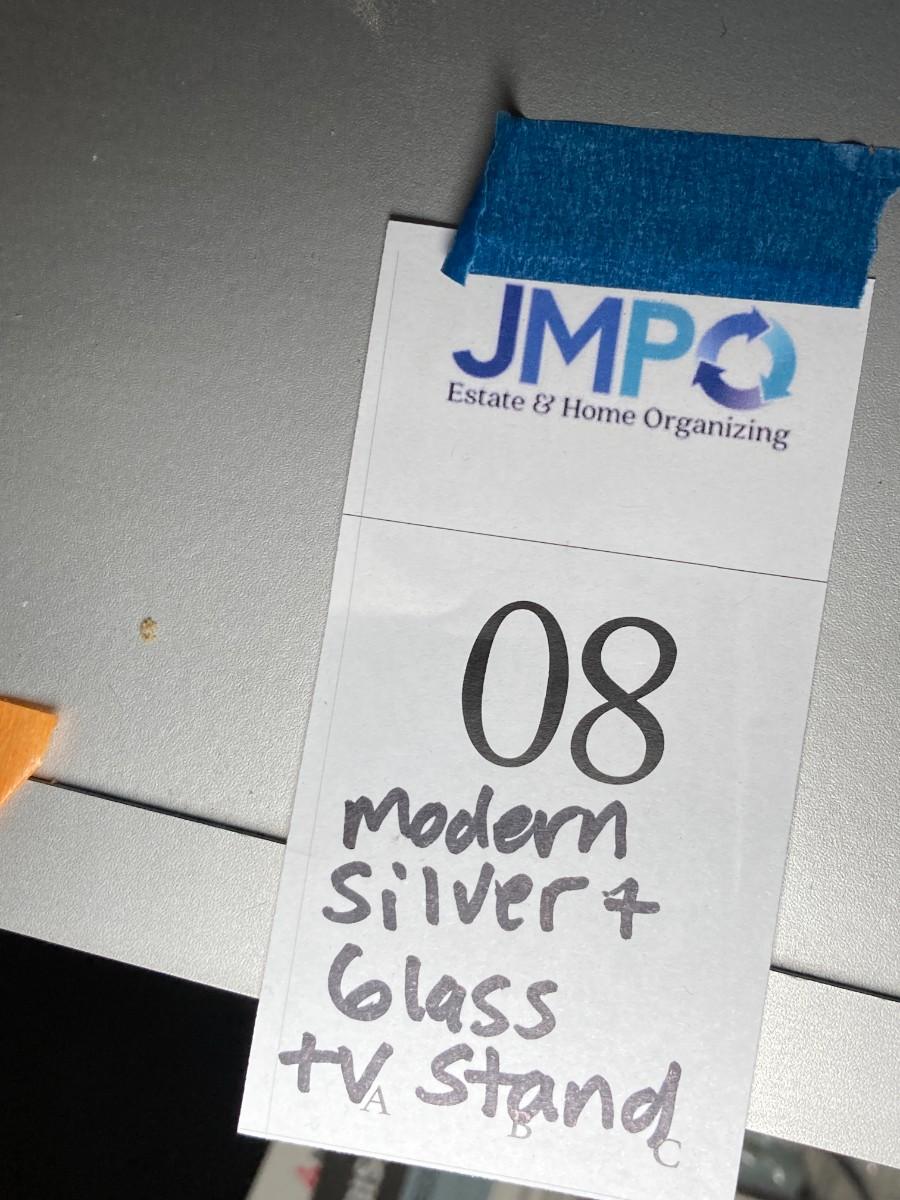 JMPO
Estate & Home Organizing
08
Modern
Silver +
Glass
TV Stand
A B C